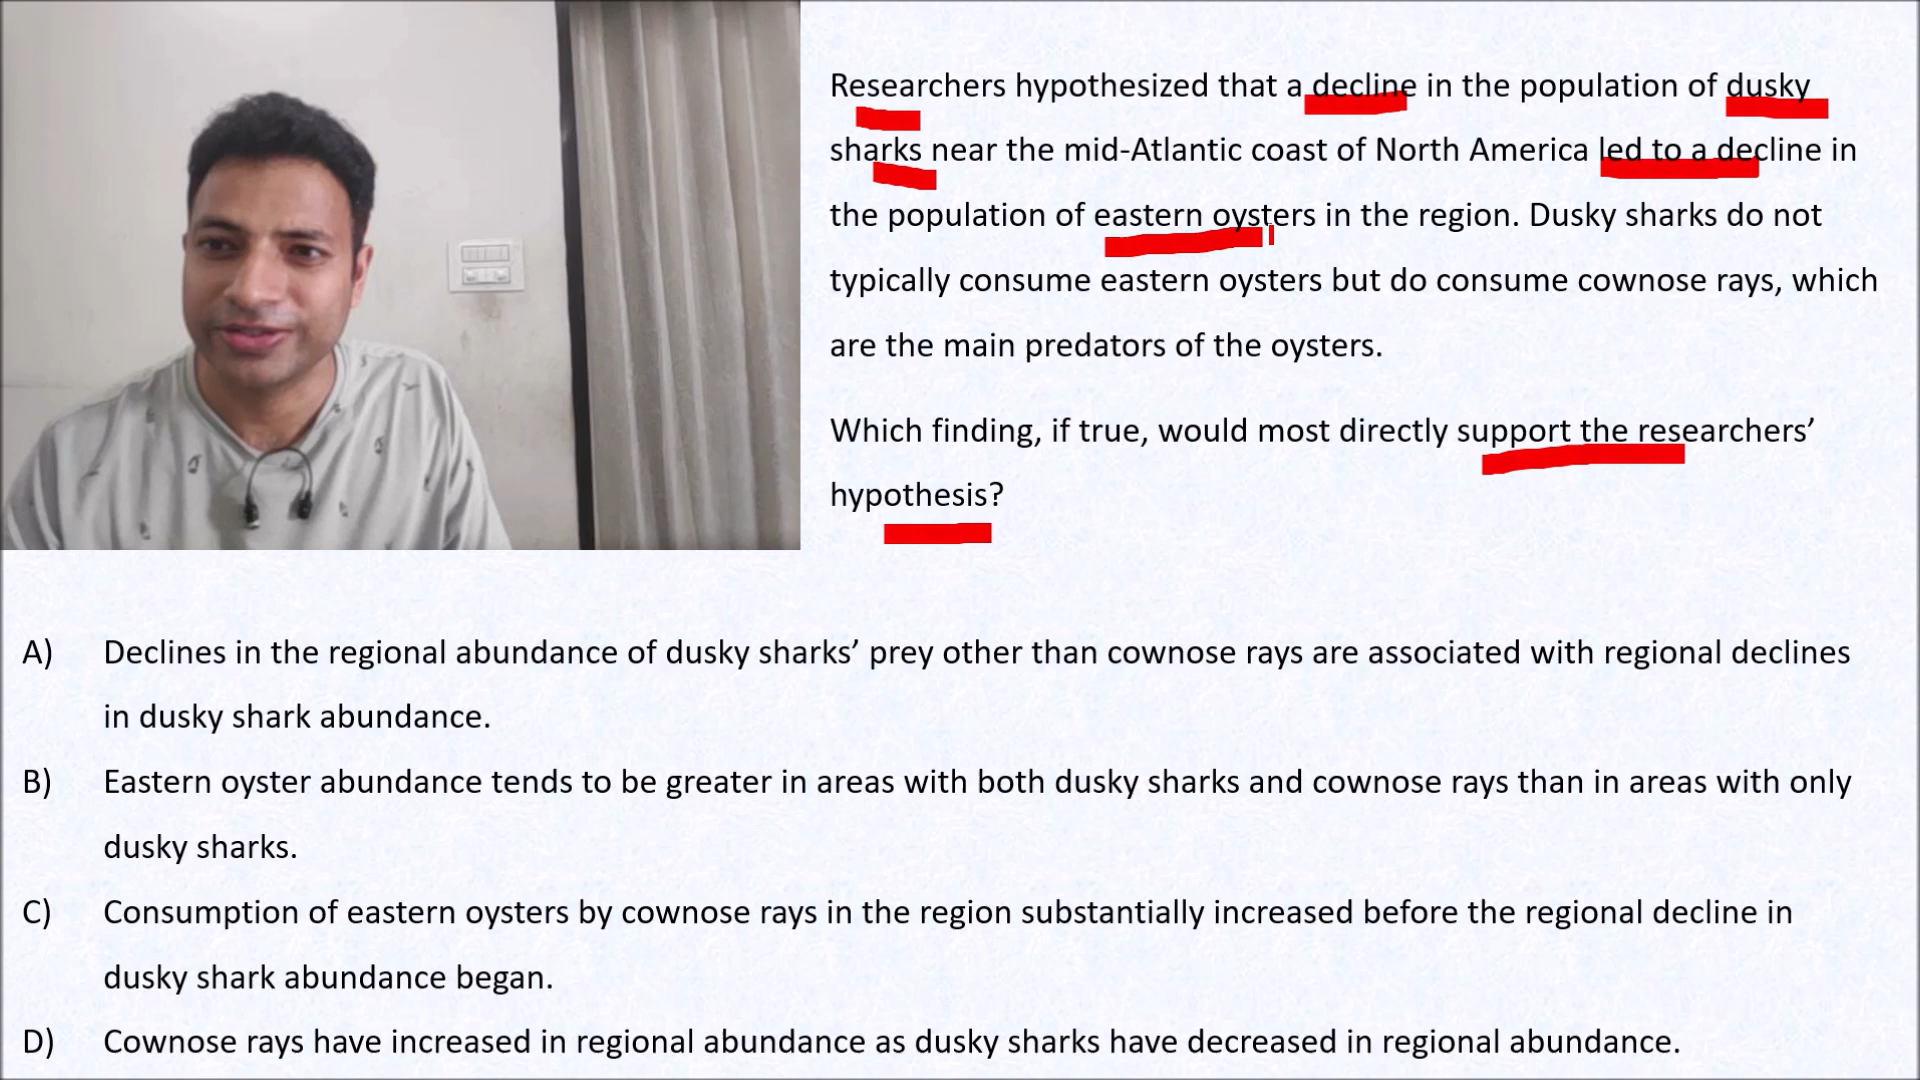 Researchers hypothesized that a decline in the population of dusky
sharks near the mid-Atlantic coast of North America led to a decline in
the population of eastern oysters in the region. Dusky sharks do not
typically consume eastern oysters but do consume cownose rays, which
are the main predators of the oysters.
Which finding, if true, would most directly support the researchers’
hypothesis?
A) Declines in the regional abundance of dusky sharks’ prey other than cownose rays are associated with regional declines
in dusky shark abundance.
B) Eastern oyster abundance tends to be greater in areas with both dusky sharks and cownose rays than in areas with only
dusky sharks.
C) Consumption of eastern oysters by cownose rays in the region substantially increased before the regional decline in
dusky shark abundance began.
D) Cownose rays have increased in regional abundance as dusky sharks have decreased in regional abundance.